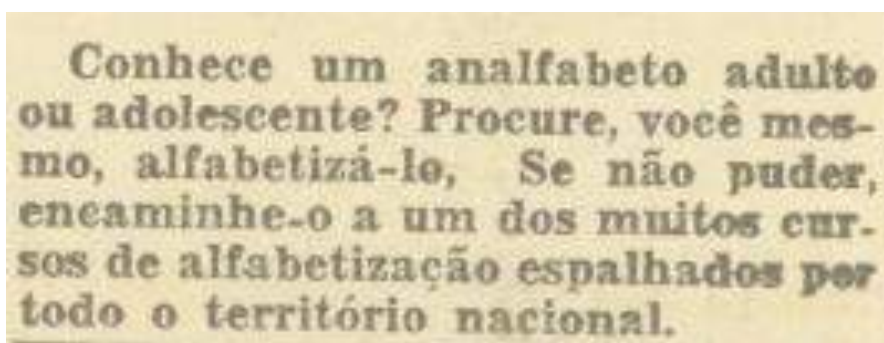 Conhece um analfabeto adulto
ou adolescente? Procure, você mes-
mo, alfabetizá-lo, Se não puder,
encaminhe-o a um dos muitos cur-
sos de alfabetização espalhados por
todo o território nacional.